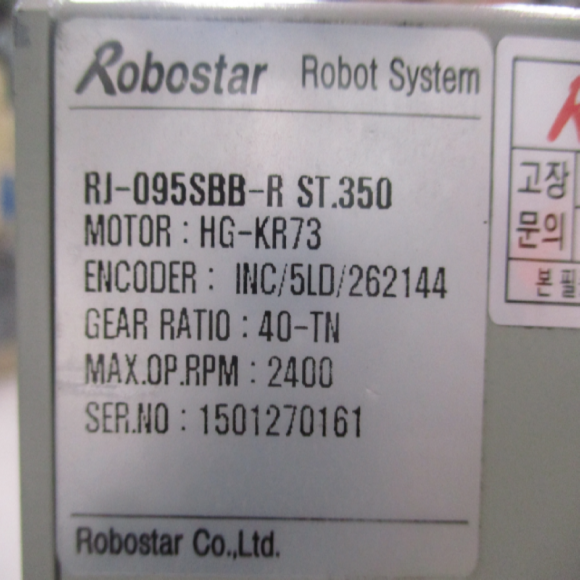 Robostar Robot System
RJ-095SBB-R ST.350
MOTOR : HG-KR73
ENCODER : INC/5LD/262144
GEAR RATIO : 40-TN
MAX.OP.RPM : 2400
SER.NO : 1501270161
Robostar Co.,Ltd.
고장
문의